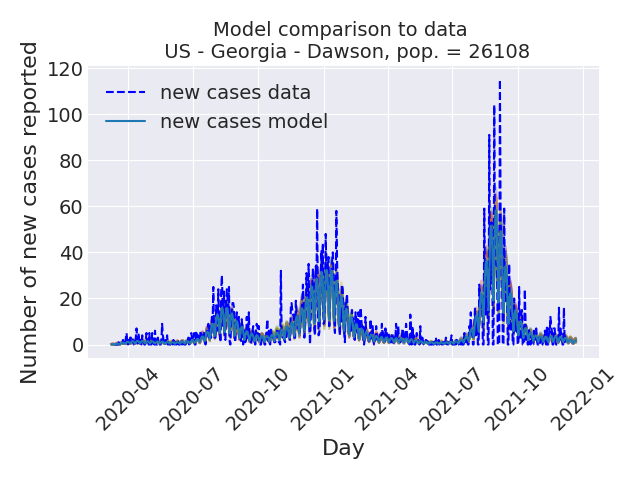 Model comparison to data
US - Georgia - Dawson, pop. = 26108
Number of new cases reported
120
100
80
60
40
20
0
new cases data
new cases model
2020-04
2020-07
2020-10
2021-01
2021-04
2021-07
2021-10
2022-01
Day